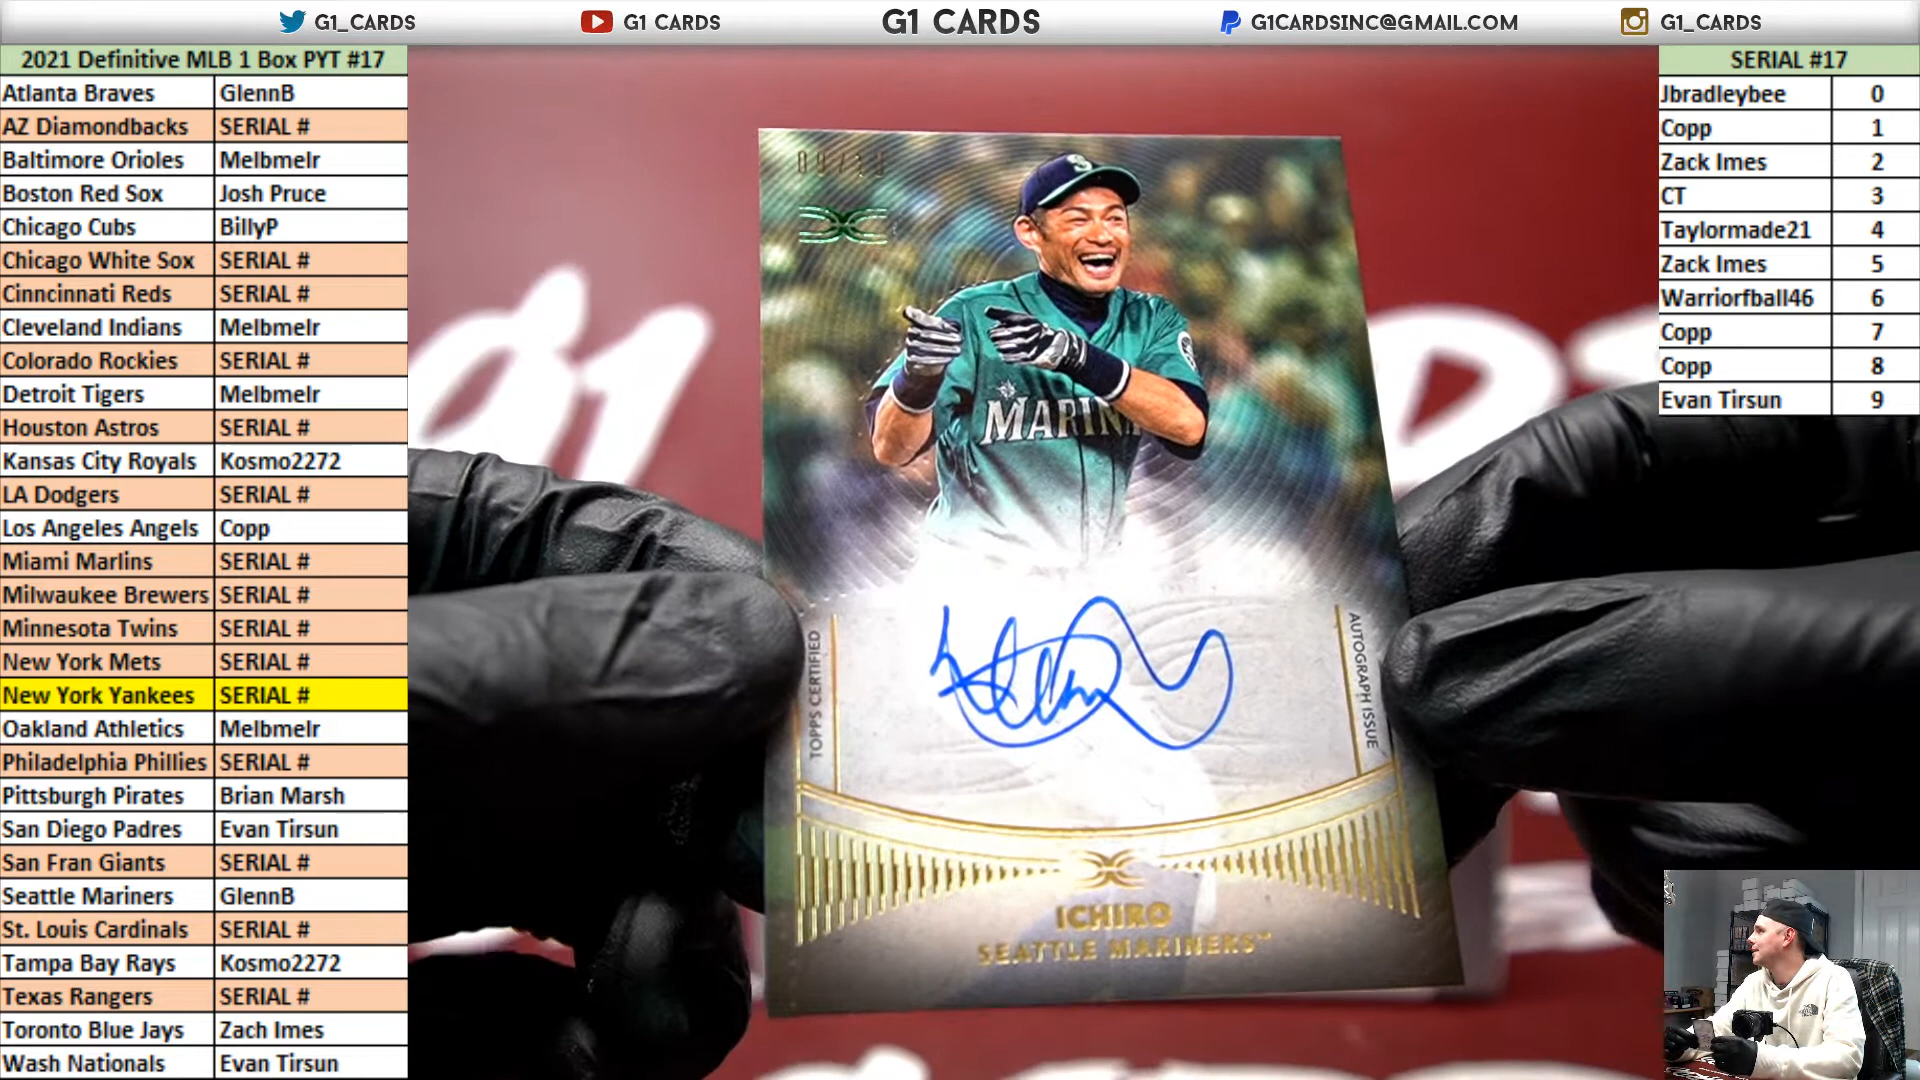 G1_CARDS
G1 CARDS
G1 CARDS
G1CARDSINC@GMAIL.COM
G1_CARDS
2021 Definitive MLB 1 Box PYT #17
Atlanta Braves GlennB
AZ Diamondbacks SERIAL #
Baltimore Orioles Melbmelr
Boston Red Sox Josh Pruce
Chicago Cubs BillyP
Chicago White Sox SERIAL #
Cinncinnati Reds SERIAL #
Cleveland Indians Melbmelr
Colorado Rockies SERIAL #
Detroit Tigers Melbmelr
Houston Astros SERIAL #
Kansas City Royals Kosmo2272
LA Dodgers SERIAL #
Los Angeles Angels Copp
Miami Marlins SERIAL #
Milwaukee Brewers SERIAL #
Minnesota Twins SERIAL #
New York Mets SERIAL #
New York Yankees SERIAL #
Oakland Athletics Melbmelr
Philadelphia Phillies SERIAL #
Pittsburgh Pirates Brian Marsh
San Diego Padres Evan Tirsun
San Fran Giants SERIAL #
Seattle Mariners GlennB
St. Louis Cardinals SERIAL #
Tampa Bay Rays Kosmo2272
Texas Rangers SERIAL #
Toronto Blue Jays Zach Imes
Wash Nationals Evan Tirsun
g1
MARIN
TOPPS CERTIFIED
AUTOGRAPH ISSUE
ICHIRO
SEATTLE MARINERS™
SERIAL #17
Jbradleybee 0
Copp 1
Zack Imes 2
CT 3
Taylormade21 4
Zack Imes 5
Warriorfball46 6
Copp 7
Copp 8
Evan Tirsun 9